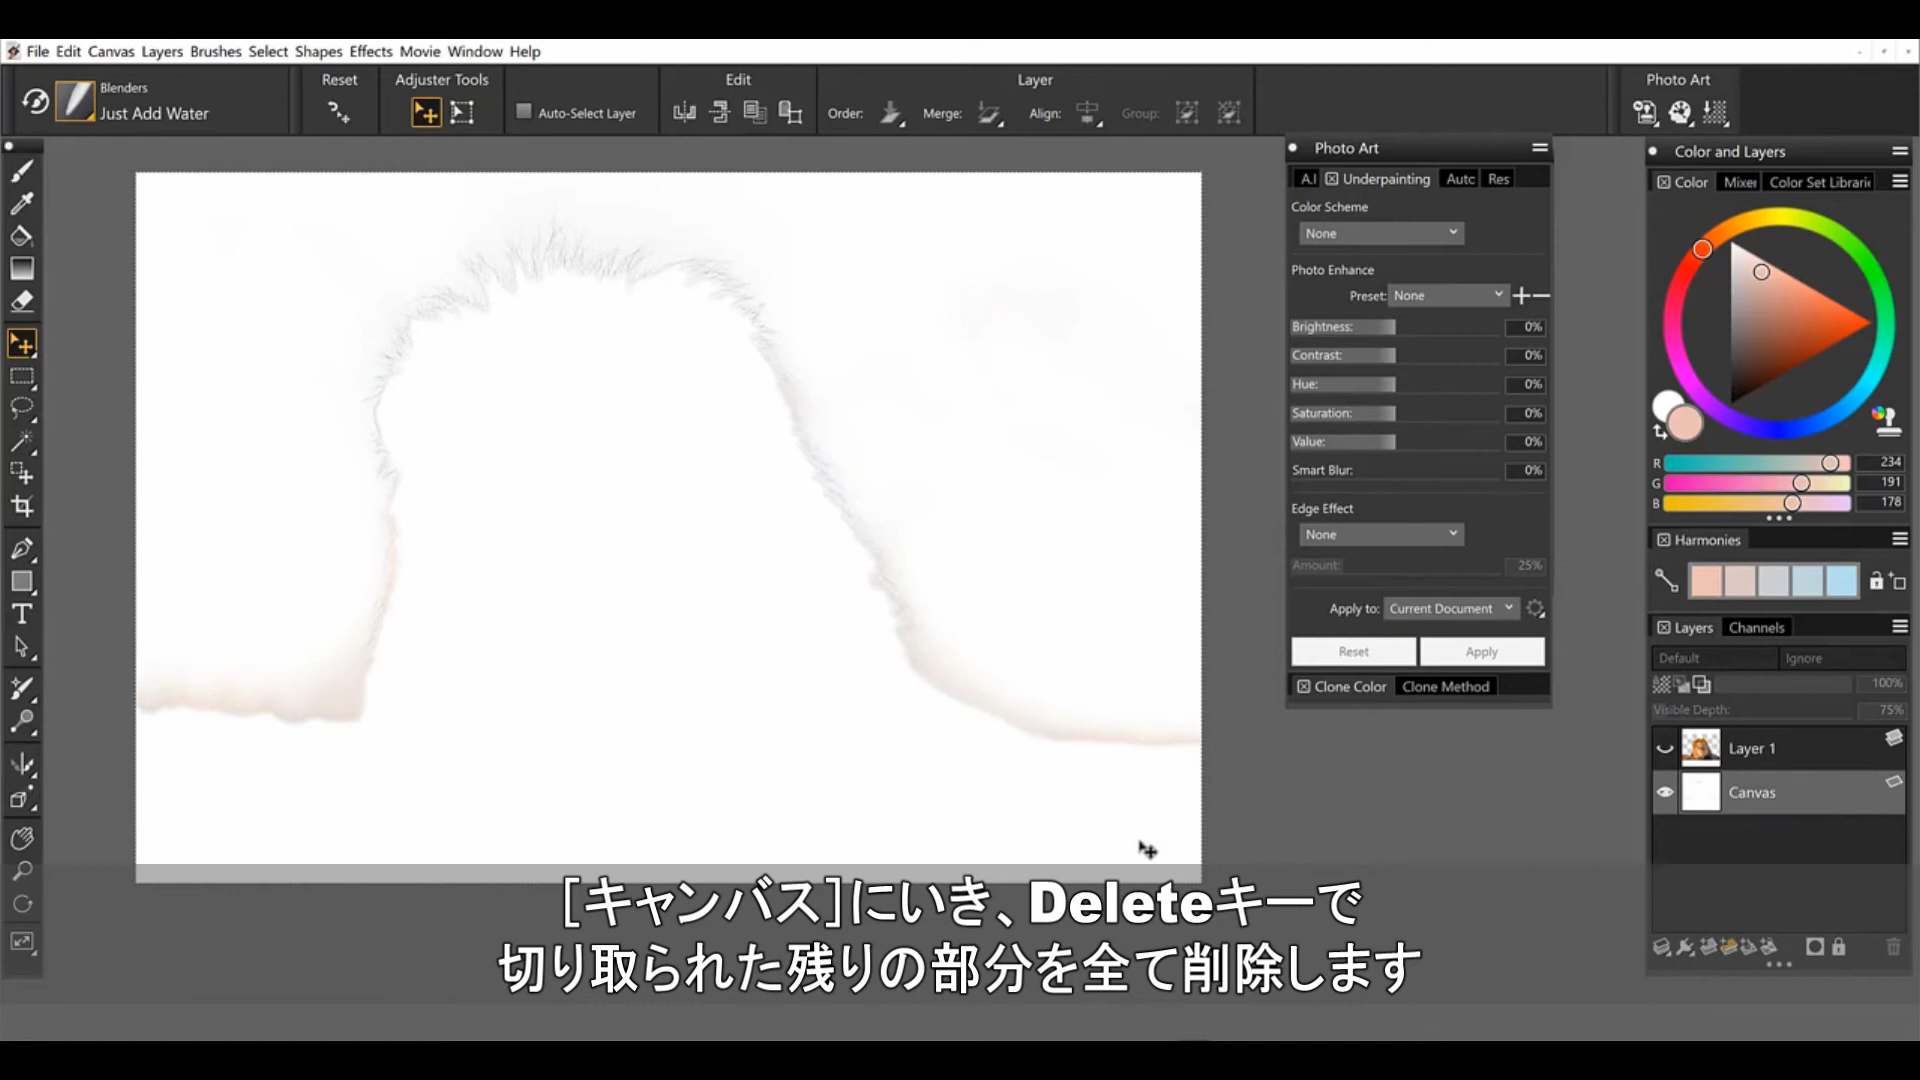 File Edit Canvas Layers Brushes Select Shapes Effects Movie Window Help
Blenders
Just Add Water
Reset
Adjuster Tools
Auto-Select Layer
Edit
Layer
Order:
Merge:
Align:
Group:
Photo Art
Photo Art
A.I Underpainting Autc Res
Color Scheme
None
Photo Enhance
Preset: None
Brightness: 0%
Contrast: 0%
Hue: 0%
Saturation: 0%
Value: 0%
Smart Blur: 0%
Edge Effect
None
Amount: 25%
Apply to: Current Document
Reset Apply
Clone Color Clone Method
Color and Layers
Color Mixer Color Set Librari
R 234
G 191
B 178
Harmonies
Layers Channels
Default Ignore
100%
Visible Depth: 75%
Layer 1
Canvas
T
[キャンバス]にいき、Deleteキーで
切り取られた残りの部分を全て削除します